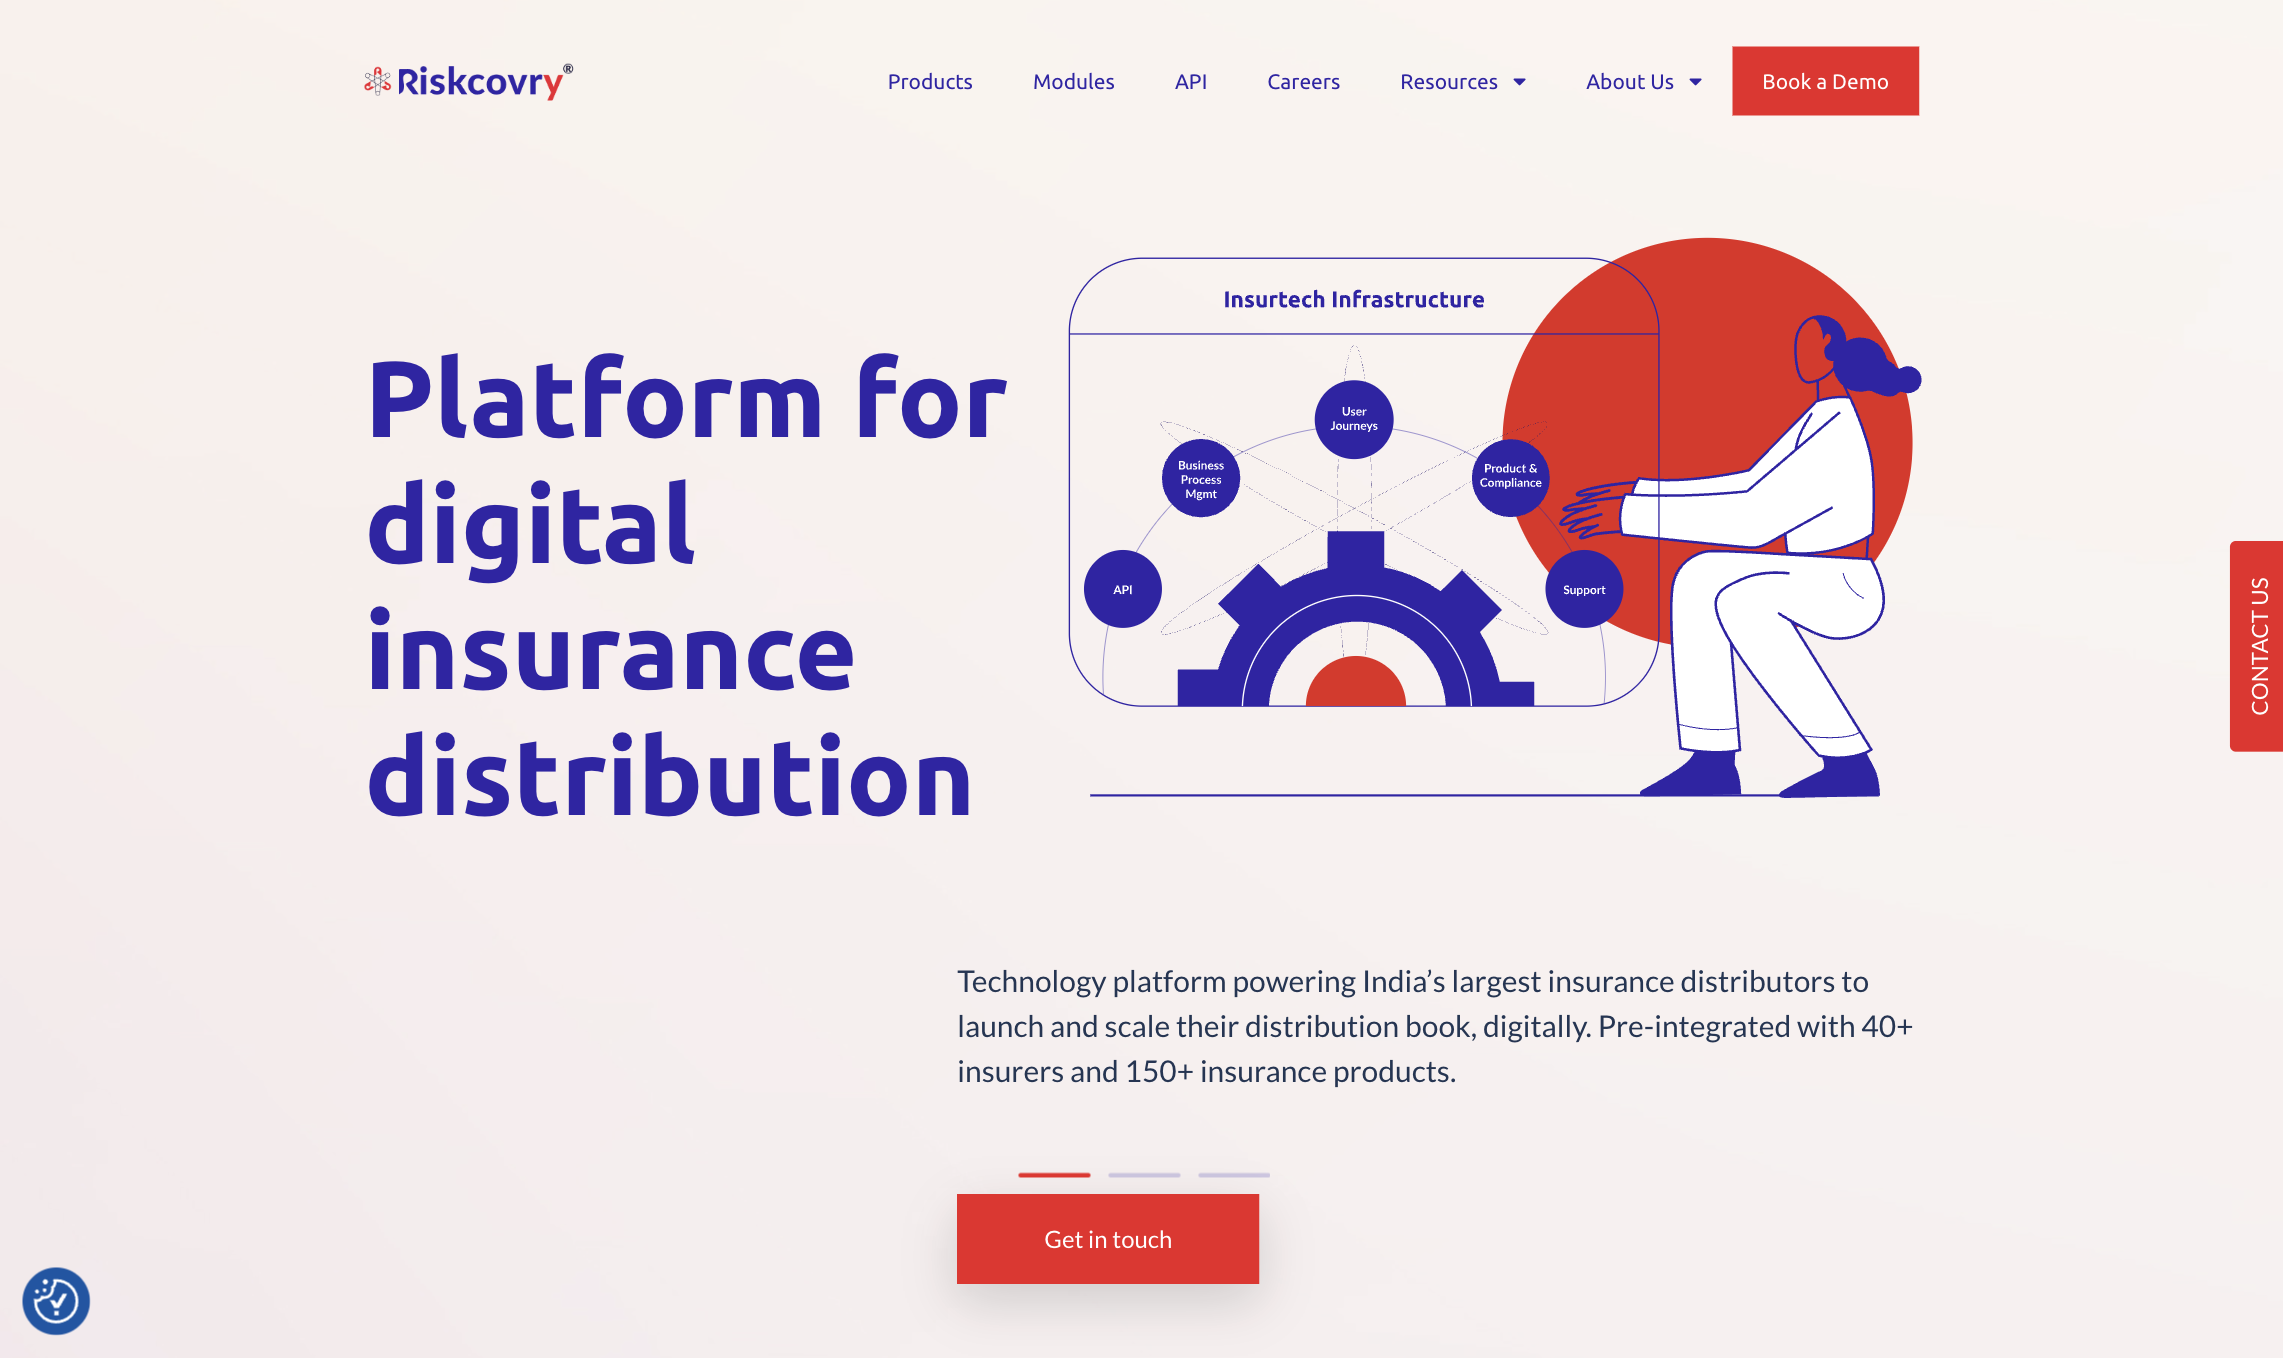 Riskcovry®
Products
Modules
API
Careers
Resources
About Us
Book a Demo
Platform for
digital
insurance
distribution
Insurtech Infrastructure
User
Journeys
Business
Process
Mgmt
Product &
Compliance
API
Support
CONTACT US
Technology platform powering India’s largest insurance distributors to
launch and scale their distribution book, digitally. Pre-integrated with 40+
insurers and 150+ insurance products.
Get in touch